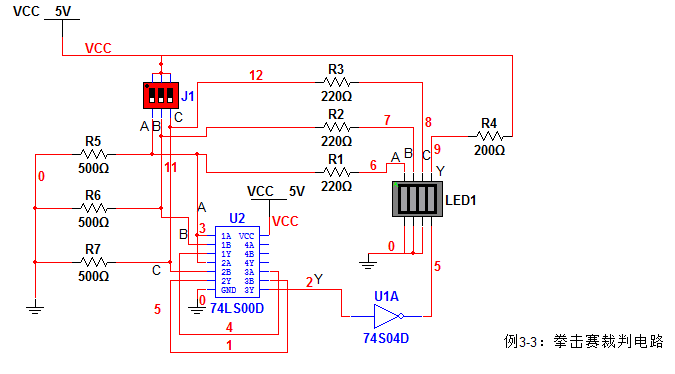 VCC 5V
VCC
J1
A B C
12
R3
220Ω
8
R2
220Ω
7
R4
200Ω
9
R1
220Ω
6
A B C Y
LED1
R5
500Ω
0
11
R6
500Ω
R7
500Ω
A
B
C
3
VCC 5V
VCC
U2
1A VCC
1B 4A
1Y 4B
2A 4Y
2B 3A
2Y 3B
GND 3Y
74LS00D
0
5
4
1
2 Y
0
5
U1A
74S04D
例3-3：拳击赛裁判电路